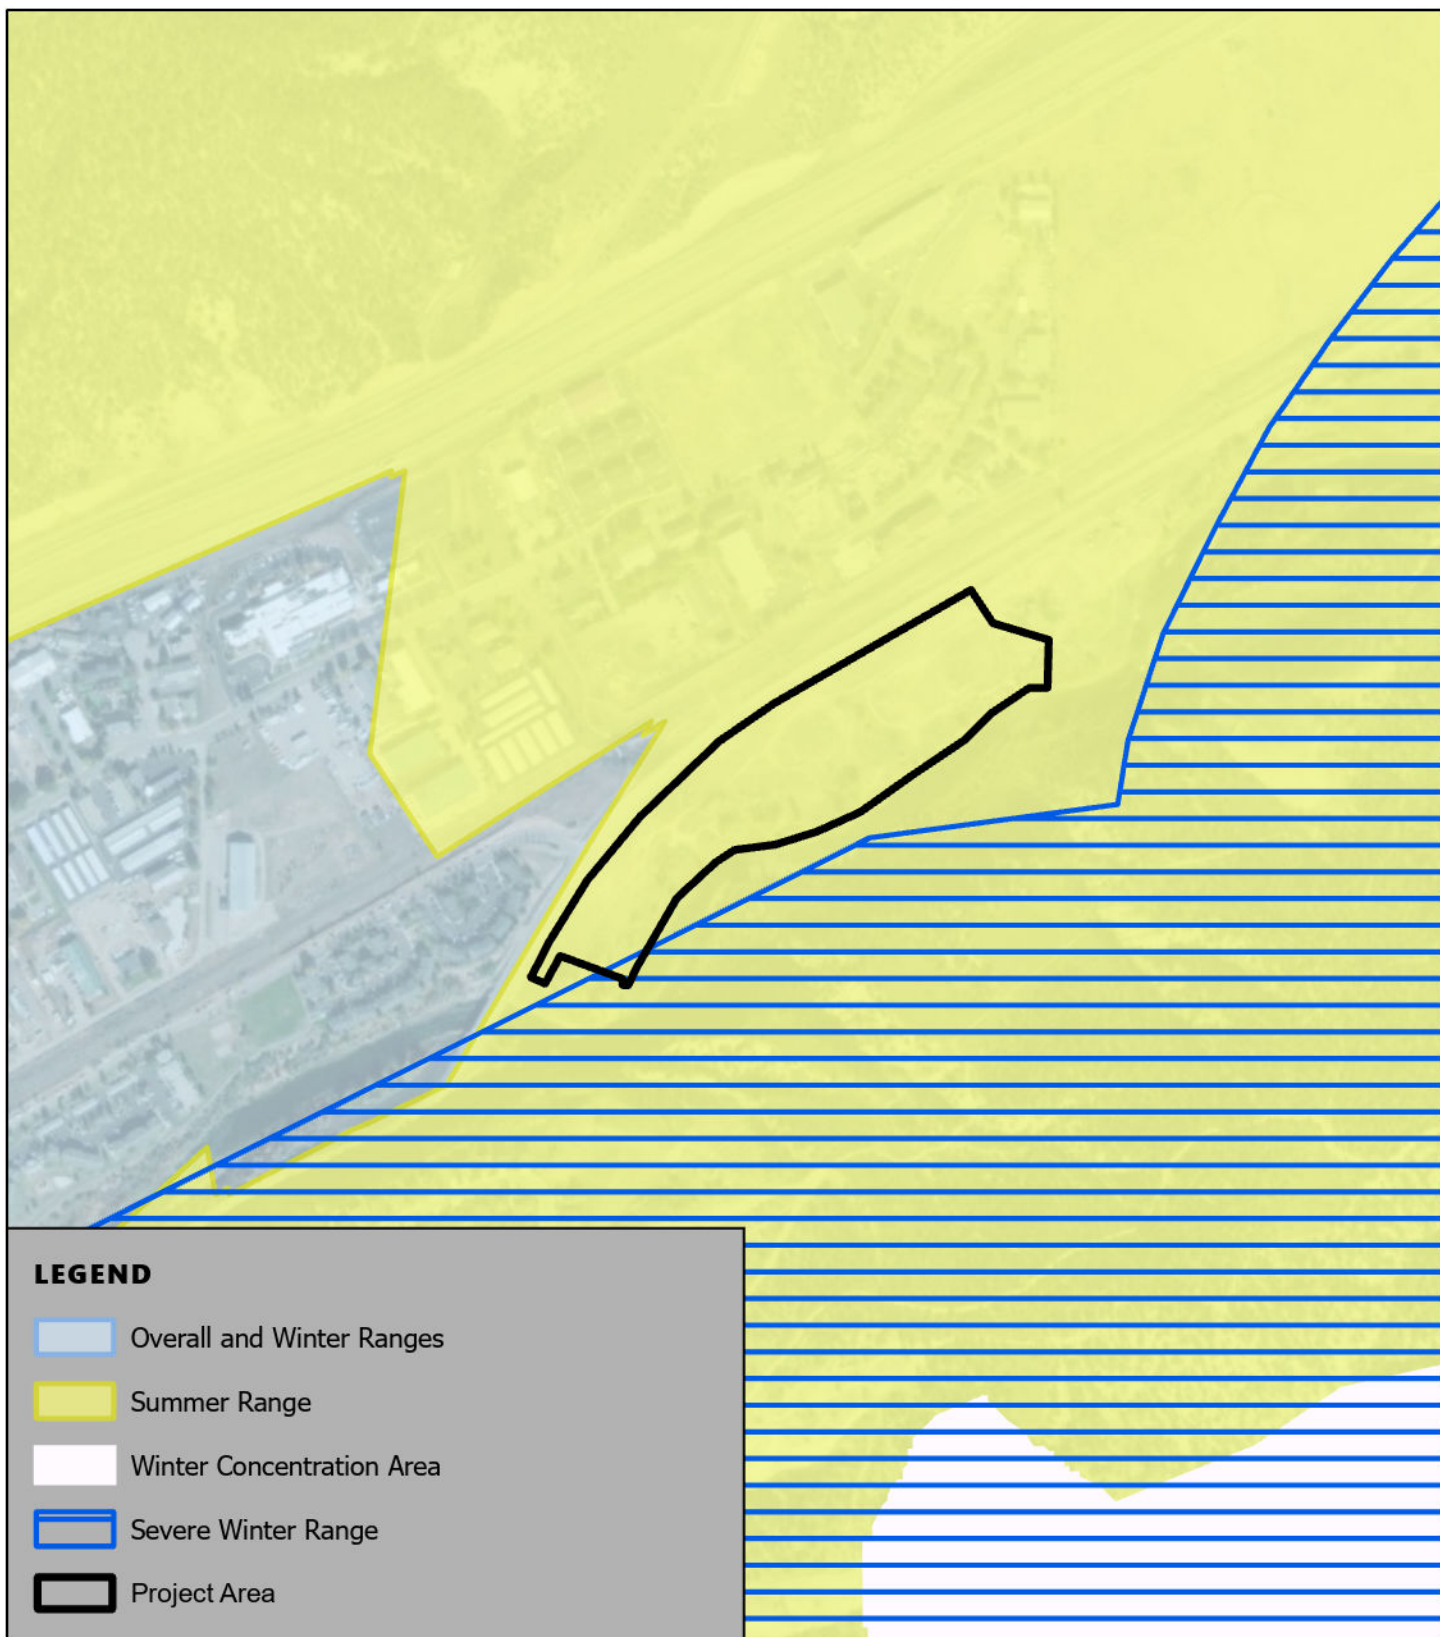 LEGEND
Overall and Winter Ranges
Summer Range
Winter Concentration Area
Severe Winter Range
Project Area